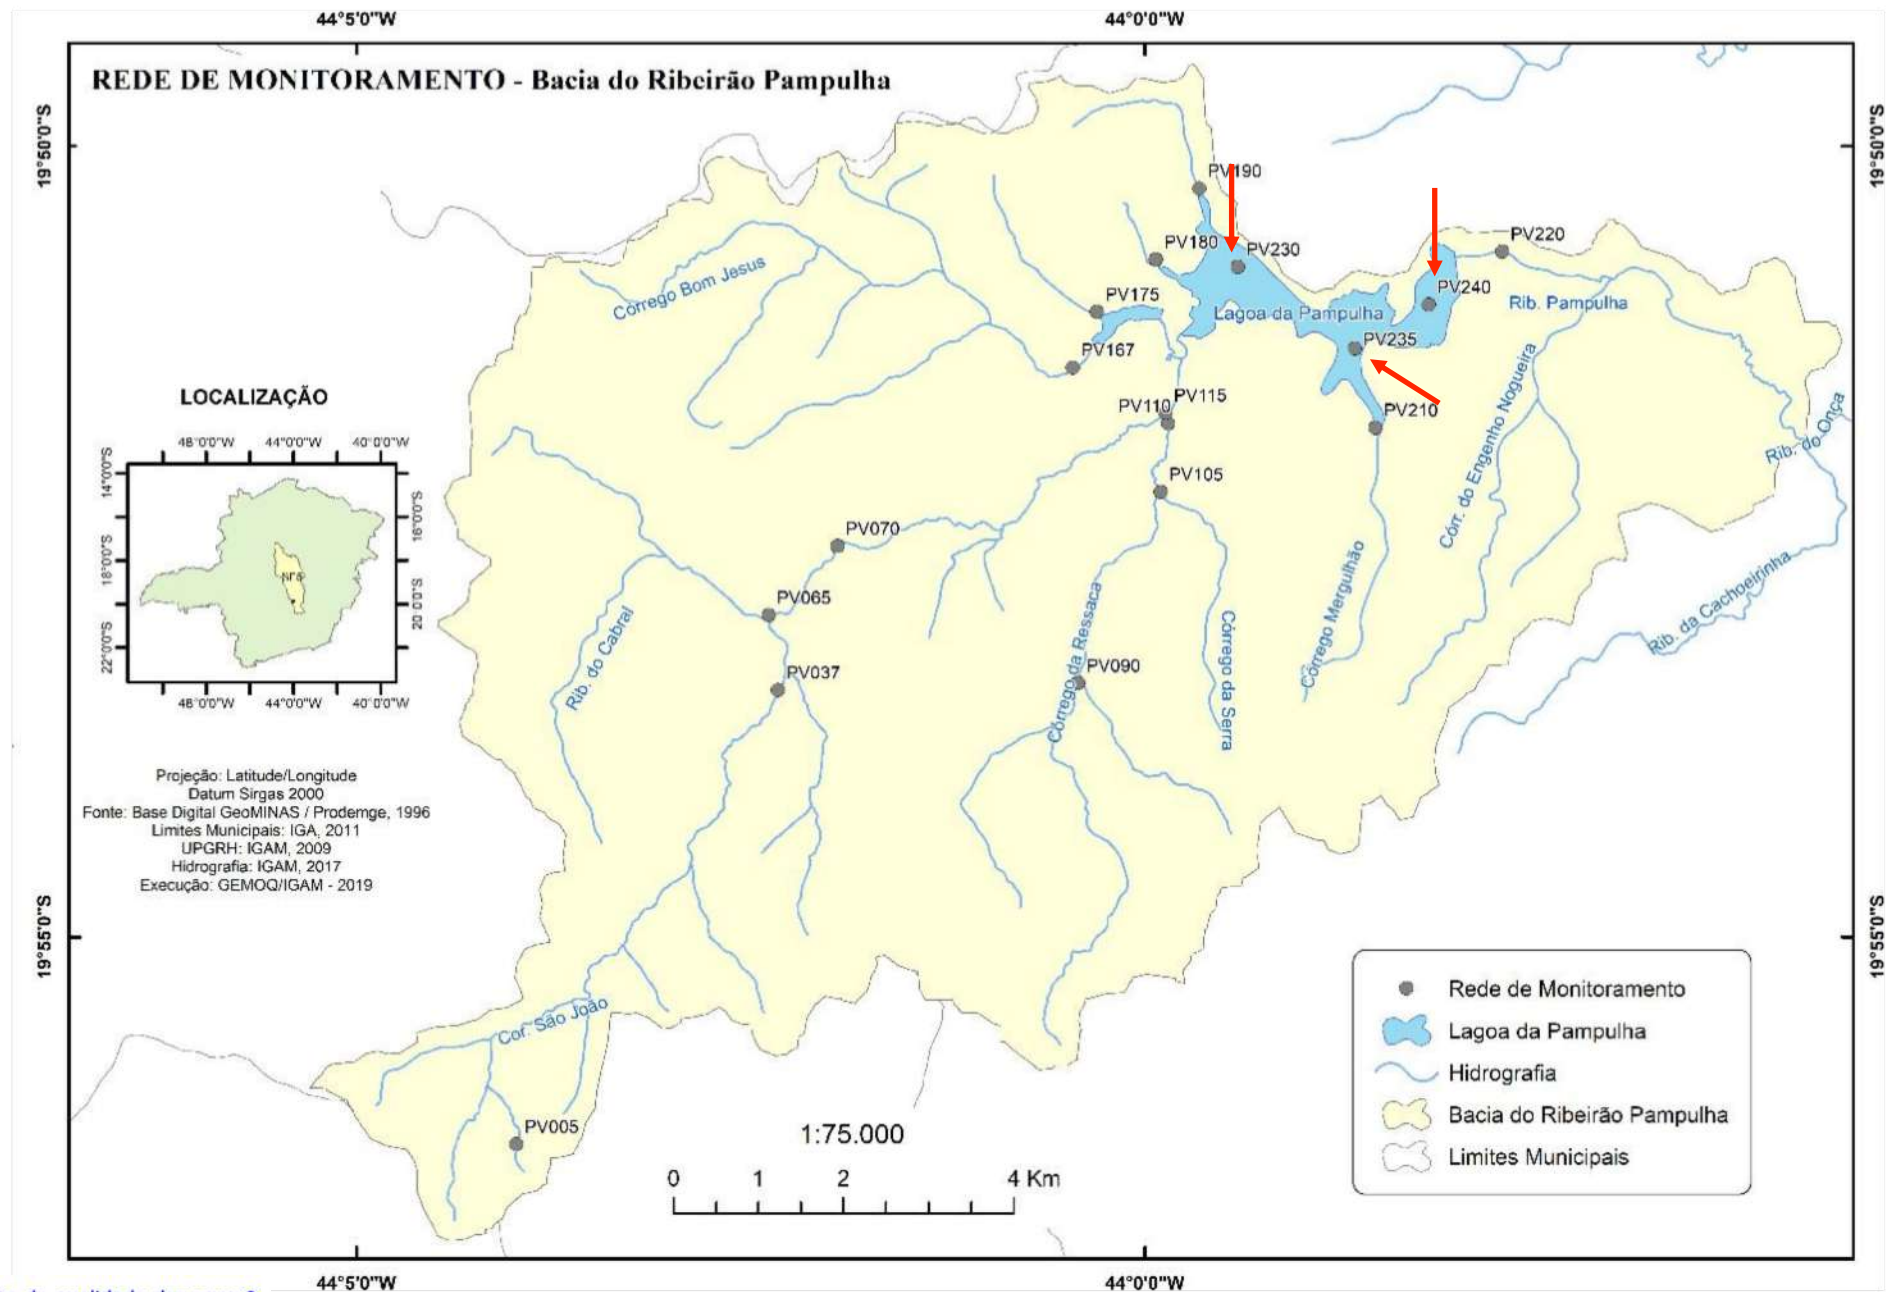 44°5'0"W
44°0'0"W
REDE DE MONITORAMENTO - Bacia do Ribeirão Pampulha
19°50'0"S
19°50'0"S
PV190
PV180
PV230
PV220
Córrego Bom Jesus
PV175
PV240
Lagoa da Pampulha
Rib. Pampulha
PV235
PV167
PV115
PV110
PV210
Córr. do Engenho Nogueira
Rib. do Onça
PV105
PV070
PV065
Rib. do Cabral
Córrego da Ressaca
Córrego da Serra
Córrego Mergulhão
Rib. da Cachoeirinha
PV090
PV037
LOCALIZAÇÃO
48°0'0"W 44°0'0"W 40°0'0"W
14°0'0"S
16°0'0"S
18°0'0"S
20°0'0"S
22°0'0"S
48°0'0"W 44°0'0"W 40°0'0"W
Projeção: Latitude/Longitude
Datum Sirgas 2000
Fonte: Base Digital GeoMINAS / Prodemge, 1996
Limites Municipais: IGA, 2011
UPGRH: IGAM, 2009
Hidrografia: IGAM, 2017
Execução: GEMOQ/IGAM - 2019
19°55'0"S
19°55'0"S
Cor. São João
PV005
1:75.000
0 1 2 4 Km
Rede de Monitoramento
Lagoa da Pampulha
Hidrografia
Bacia do Ribeirão Pampulha
Limites Municipais
44°5'0"W
44°0'0"W